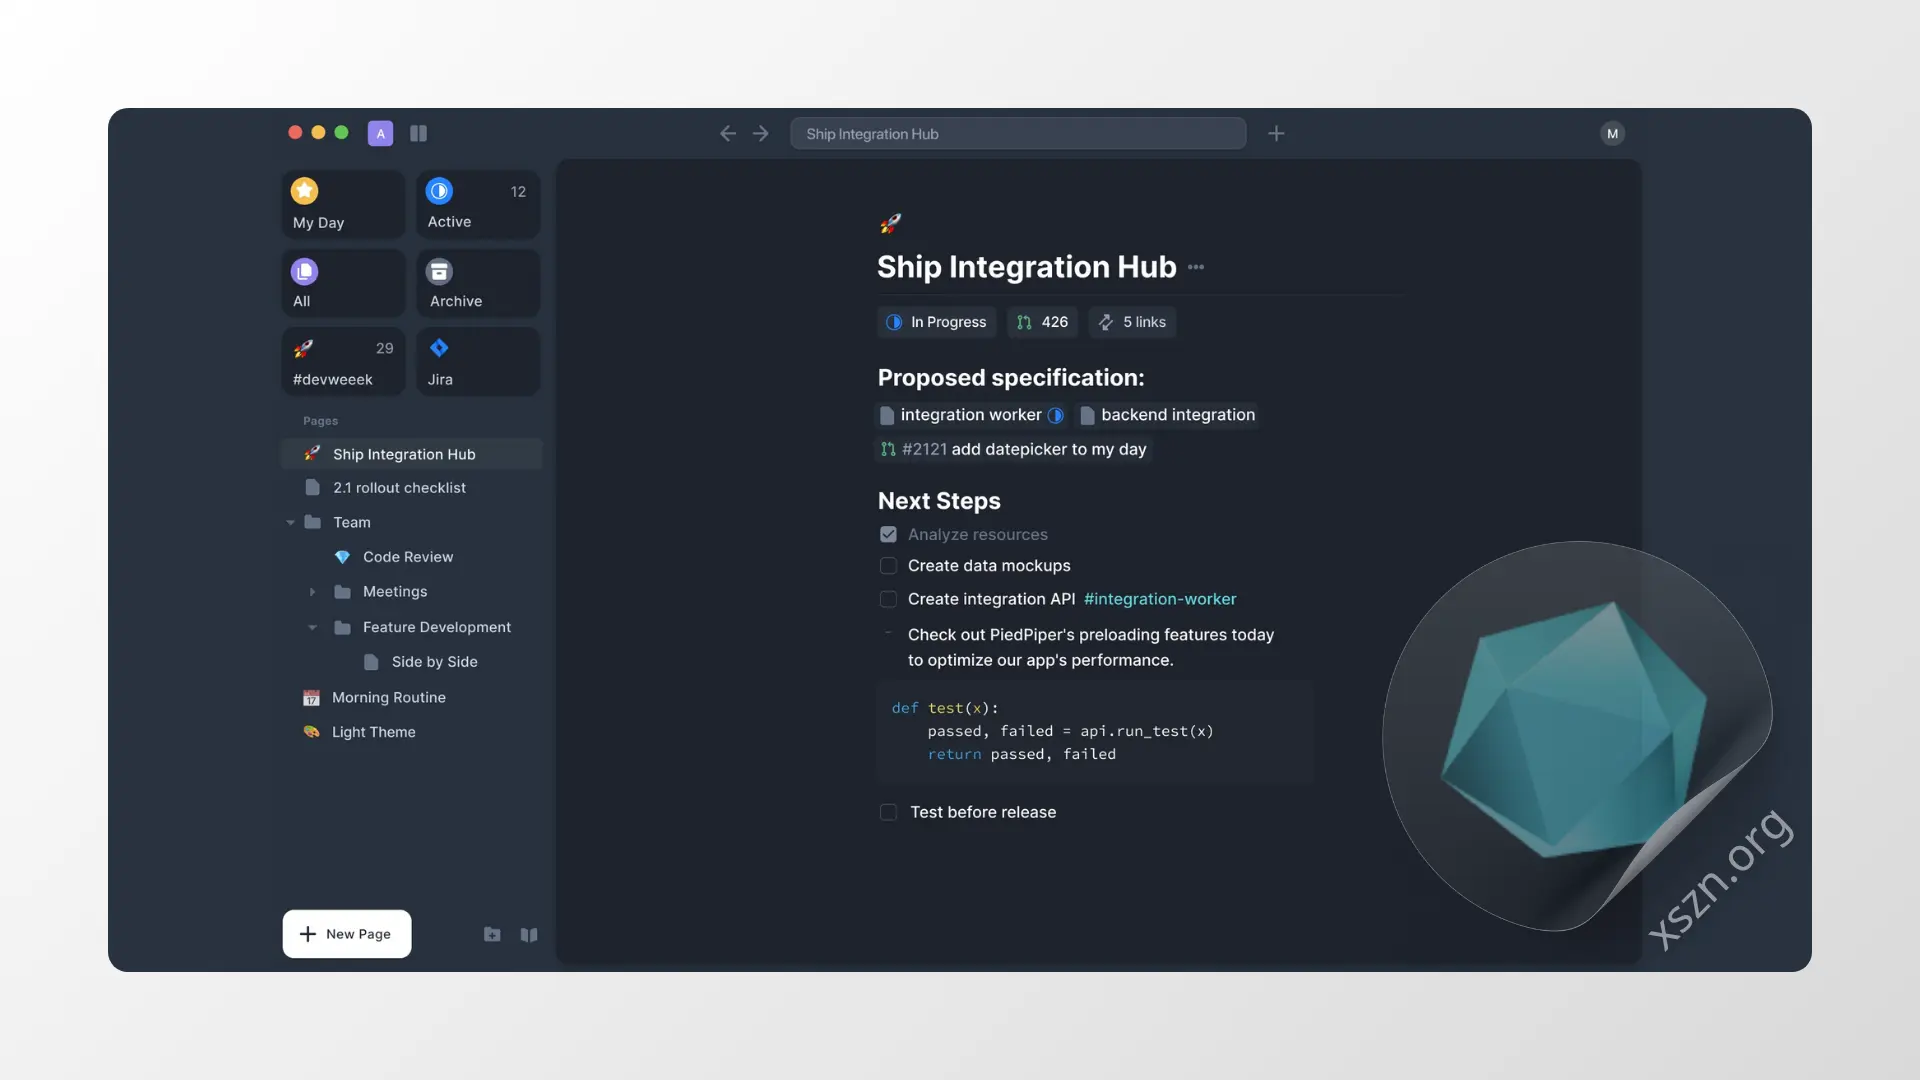 A
Ship Integration Hub
M
My Day
Active
12
All
Archive
#devweeek
29
Jira
Pages
Ship Integration Hub
2.1 rollout checklist
Team
Code Review
Meetings
Feature Development
Side by Side
17
Morning Routine
Light Theme
New Page
Ship Integration Hub
In Progress
426
5 links
Proposed specification:
integration worker
backend integration
#2121 add datepicker to my day
Next Steps
Analyze resources
Create data mockups
Create integration API #integration-worker
Check out PiedPiper's preloading features today
to optimize our app's performance.
def test(x):
passed, failed = api.run_test(x)
return passed, failed
Test before release
xszn.org